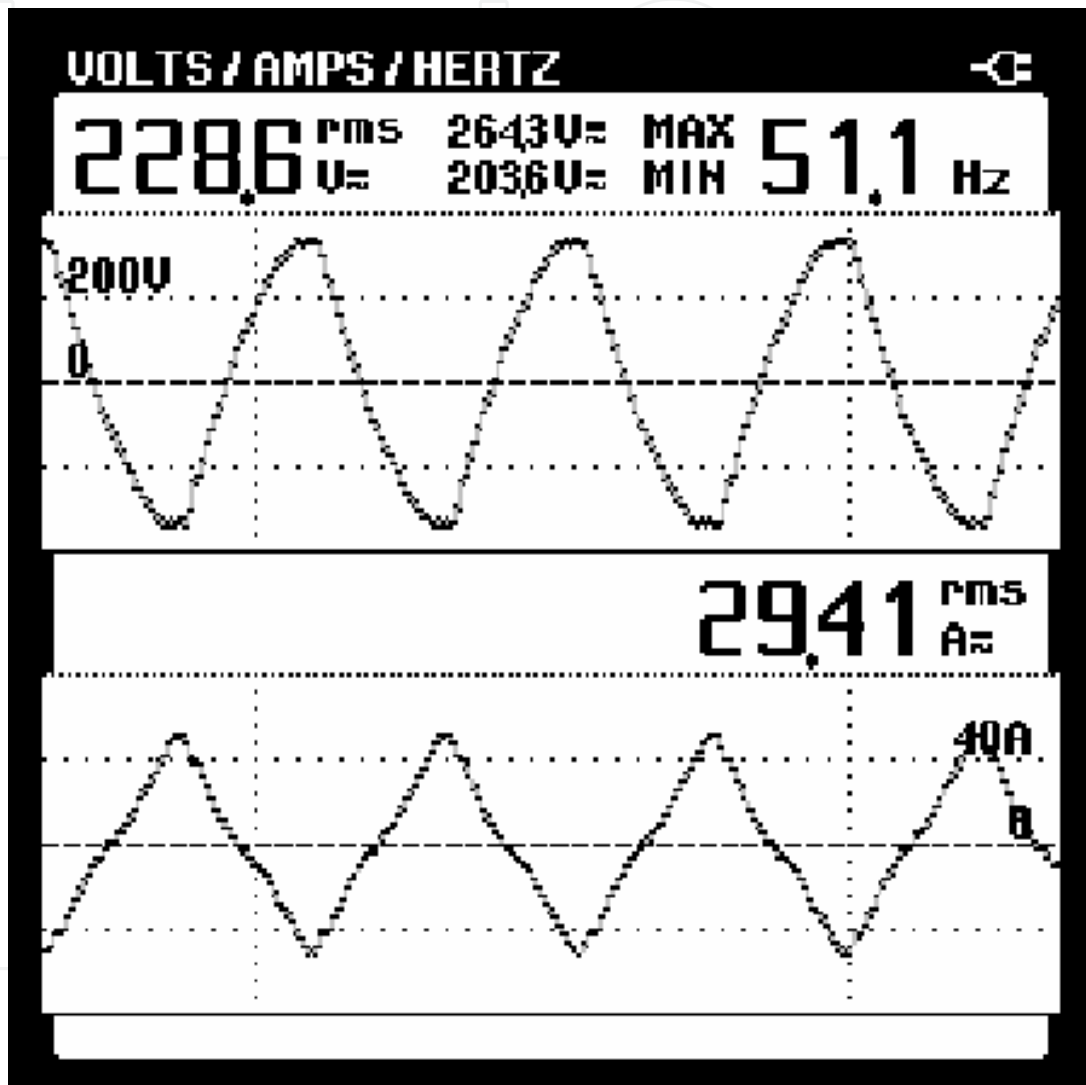 VOLTS/AMPS/HERTZ
228.6 rms V≂ 264.3V≂ MAX 51.1 Hz
203.6V≂ MIN
200V
0
29.41 rms A≂
40A
0